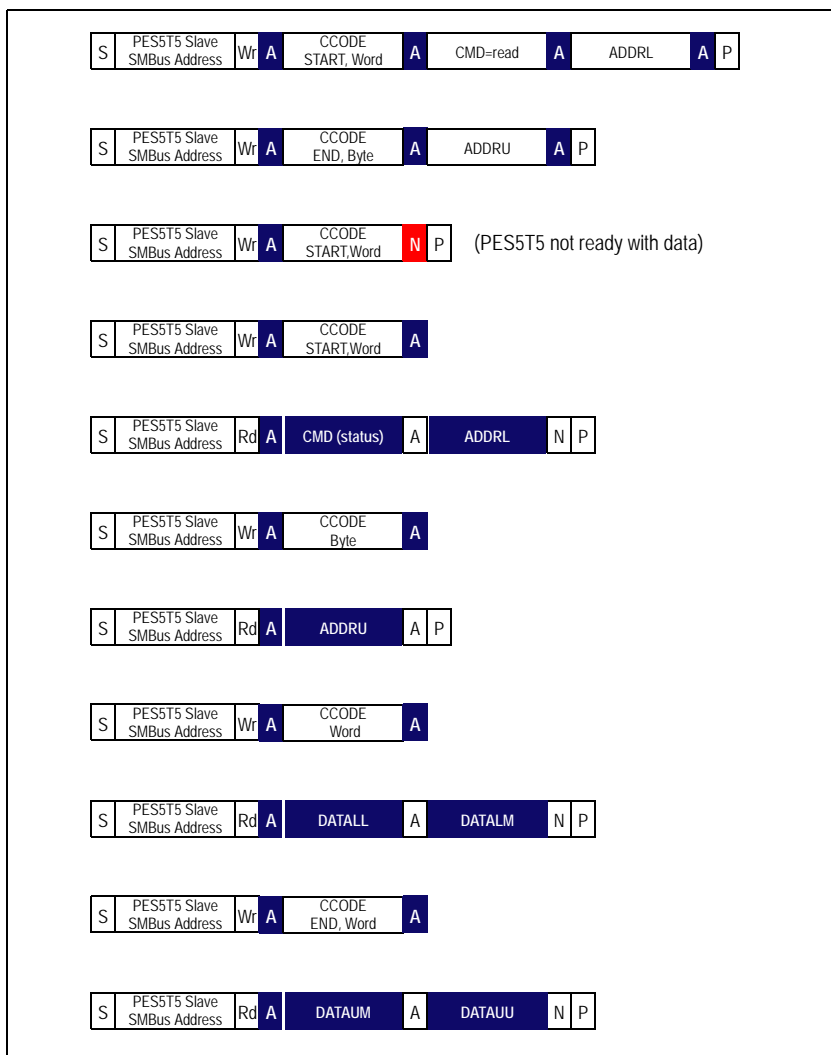 S PES5T5 Slave SMBus Address Wr A CCODE START, Word A CMD=read A ADDRL A P
S PES5T5 Slave SMBus Address Wr A CCODE END, Byte A ADDRU A P
S PES5T5 Slave SMBus Address Wr A CCODE START,Word N P (PES5T5 not ready with data)
S PES5T5 Slave SMBus Address Wr A CCODE START,Word A
S PES5T5 Slave SMBus Address Rd A CMD (status) A ADDRL N P
S PES5T5 Slave SMBus Address Wr A CCODE Byte A
S PES5T5 Slave SMBus Address Rd A ADDRU A P
S PES5T5 Slave SMBus Address Wr A CCODE Word A
S PES5T5 Slave SMBus Address Rd A DATALL A DATALM N P
S PES5T5 Slave SMBus Address Wr A CCODE END, Word A
S PES5T5 Slave SMBus Address Rd A DATAUM A DATAUU N P